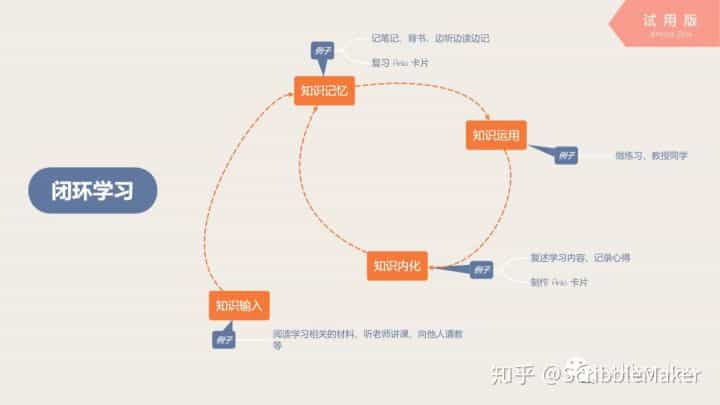 试用版
记笔记、背书、边听边读边记
例子
复习 Anki 卡片
知识记忆
知识运用
例子
做练习、教授同学
闭环学习
知识内化
例子
复述学习内容、记录心得
制作 Anki 卡片
知识输入
例子
阅读学习相关的材料、听老师讲课、向他人请教
等
知乎 @ScribbleMaker